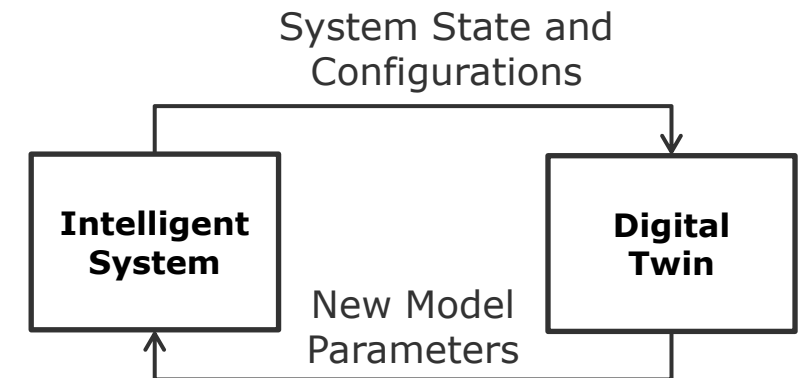 System State and
Configurations
Intelligent
System
Digital
Twin
New Model
Parameters